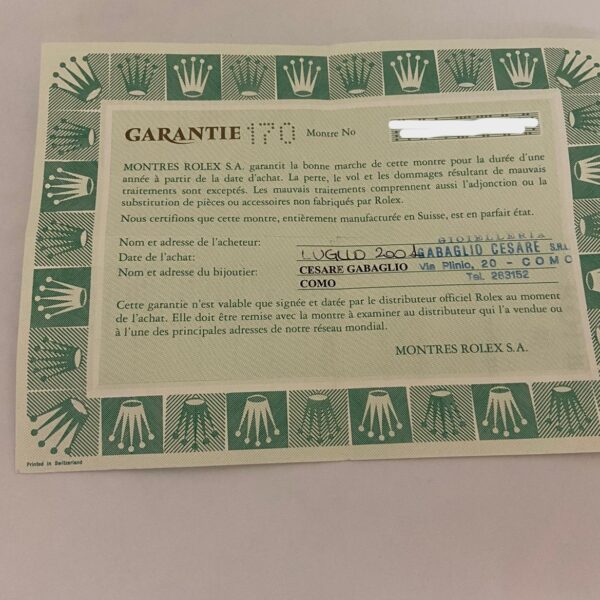 GARANTIE 170 Montre No
MONTRES ROLEX S.A. garantit la bonne marche de cette montre pour la durée d'une
année à partir de la date d'achat. La perte, le vol et les dommages résultant de mauvais
traitements sont exceptés. Les mauvais traitements comprennent aussi l'adjonction ou la
substitution de pièces ou accessoires non fabriqués par Rolex.
Nous certifions que cette montre, entièrement manufacturée en Suisse, est en parfait état.
GIOIELLERIA
Nom et adresse de l'acheteur:
Date de l'achat: LUGLIO 2001 GABAGLIO CESARE S.R.L.
Nom et adresse du bijoutier: CESARE GABAGLIO Via Plinio, 20 - COMO
COMO Tel. 263152
Cette garantie n'est valable que signée et datée par le distributeur officiel Rolex au moment
de l'achat. Elle doit être remise avec la montre à examiner au distributeur qui l'a vendue ou
à l'une des principales adresses de notre réseau mondial.
MONTRES ROLEX S.A.
Printed in Switzerland